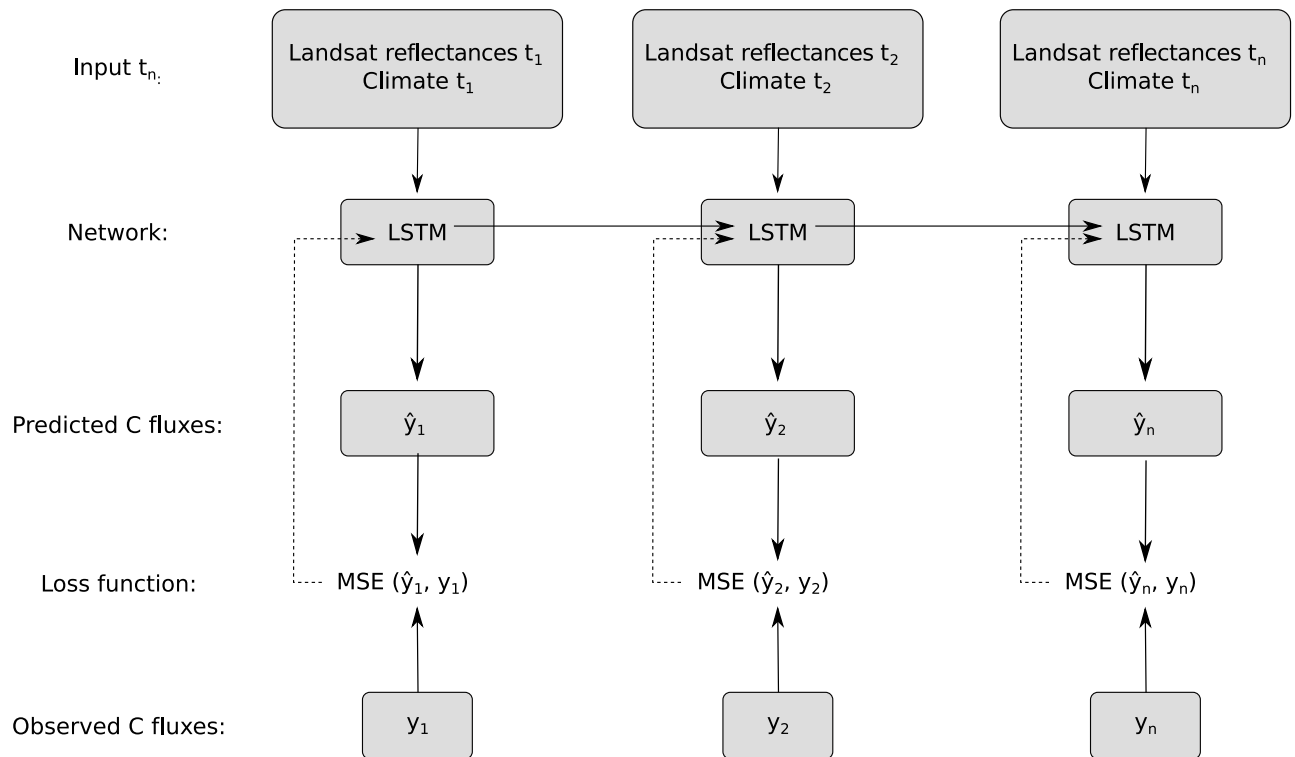 Input tn:
Landsat reflectances t1
Climate t1
Landsat reflectances t2
Climate t2
Landsat reflectances tn
Climate tn
Network:
LSTM
LSTM
LSTM
Predicted C fluxes:
ŷ1
ŷ2
ŷn
Loss function:
MSE (ŷ1, y1)
MSE (ŷ2, y2)
MSE (ŷn, yn)
Observed C fluxes:
y1
y2
yn